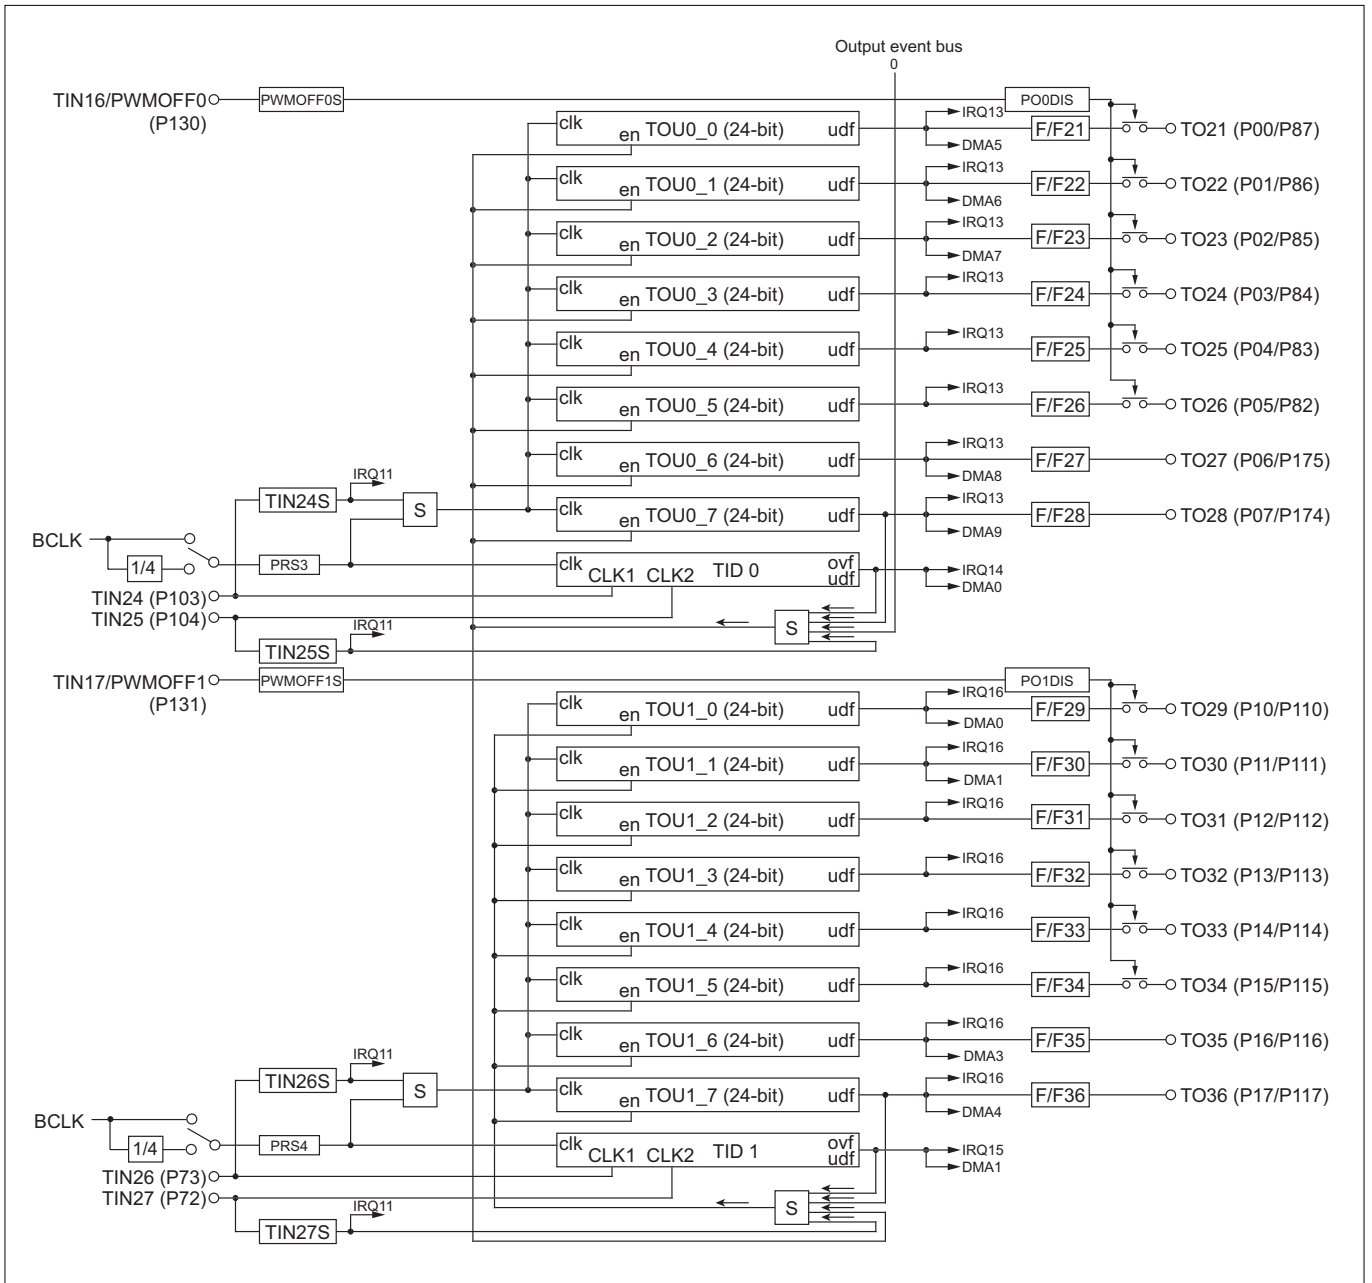 Output event bus
0
TIN16/PWMOFF0
(P130)
PWMOFF0S
PO0DIS
clk en TOU0_0 (24-bit) udf IRQ13 DMA5 F/F21 TO21 (P00/P87)
clk en TOU0_1 (24-bit) udf IRQ13 DMA6 F/F22 TO22 (P01/P86)
clk en TOU0_2 (24-bit) udf IRQ13 DMA7 F/F23 TO23 (P02/P85)
clk en TOU0_3 (24-bit) udf IRQ13 F/F24 TO24 (P03/P84)
clk en TOU0_4 (24-bit) udf IRQ13 F/F25 TO25 (P04/P83)
clk en TOU0_5 (24-bit) udf IRQ13 F/F26 TO26 (P05/P82)
clk en TOU0_6 (24-bit) udf IRQ13 DMA8 F/F27 TO27 (P06/P175)
TIN24S IRQ11 S
clk en TOU0_7 (24-bit) udf IRQ13 DMA9 F/F28 TO28 (P07/P174)
BCLK
1/4 PRS3
clk CLK1 CLK2 TID 0 ovf udf IRQ14 DMA0
TIN24 (P103)
TIN25 (P104)
TIN25S IRQ11 S
TIN17/PWMOFF1
(P131)
PWMOFF1S
PO1DIS
clk en TOU1_0 (24-bit) udf IRQ16 DMA0 F/F29 TO29 (P10/P110)
clk en TOU1_1 (24-bit) udf IRQ16 DMA1 F/F30 TO30 (P11/P111)
clk en TOU1_2 (24-bit) udf IRQ16 F/F31 TO31 (P12/P112)
clk en TOU1_3 (24-bit) udf IRQ16 F/F32 TO32 (P13/P113)
clk en TOU1_4 (24-bit) udf IRQ16 F/F33 TO33 (P14/P114)
clk en TOU1_5 (24-bit) udf IRQ16 F/F34 TO34 (P15/P115)
clk en TOU1_6 (24-bit) udf IRQ16 DMA3 F/F35 TO35 (P16/P116)
TIN26S IRQ11 S
clk en TOU1_7 (24-bit) udf IRQ16 DMA4 F/F36 TO36 (P17/P117)
BCLK
1/4 PRS4
clk CLK1 CLK2 TID 1 ovf udf IRQ15 DMA1
TIN26 (P73)
TIN27 (P72)
TIN27S IRQ11 S